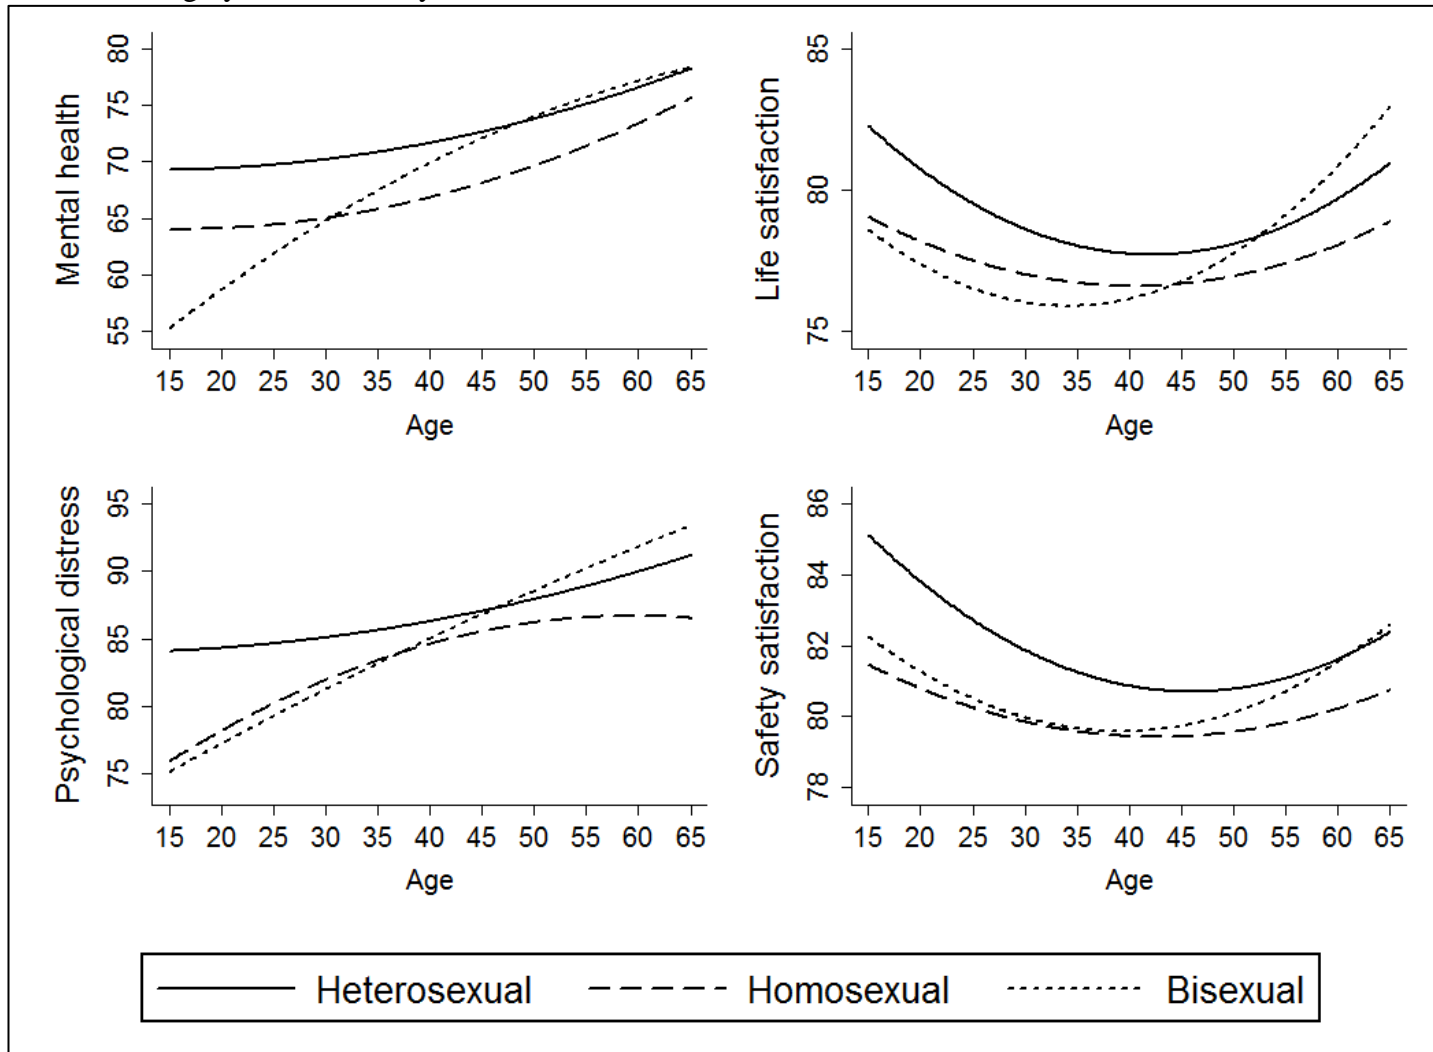 80
75
70
65
60
55
Mental health
15 20 25 30 35 40 45 50 55 60 65
Age
85
80
75
Life satisfaction
15 20 25 30 35 40 45 50 55 60 65
Age
95
90
85
80
75
Psychological distress
15 20 25 30 35 40 45 50 55 60 65
Age
86
84
82
80
78
Safety satisfaction
15 20 25 30 35 40 45 50 55 60 65
Age
Heterosexual Homosexual Bisexual